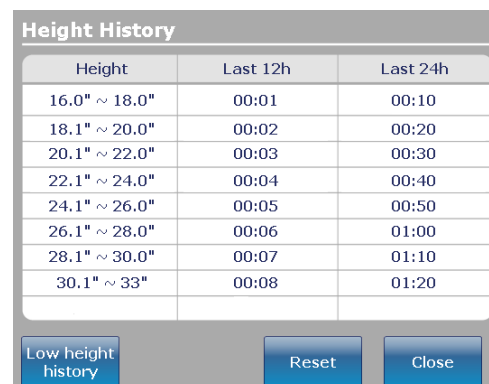 Height History
Height Last 12h Last 24h
16.0" ~ 18.0" 00:01 00:10
18.1" ~ 20.0" 00:02 00:20
20.1" ~ 22.0" 00:03 00:30
22.1" ~ 24.0" 00:04 00:40
24.1" ~ 26.0" 00:05 00:50
26.1" ~ 28.0" 00:06 01:00
28.1" ~ 30.0" 00:07 01:10
30.1" ~ 33" 00:08 01:20
Low height
history
Reset
Close